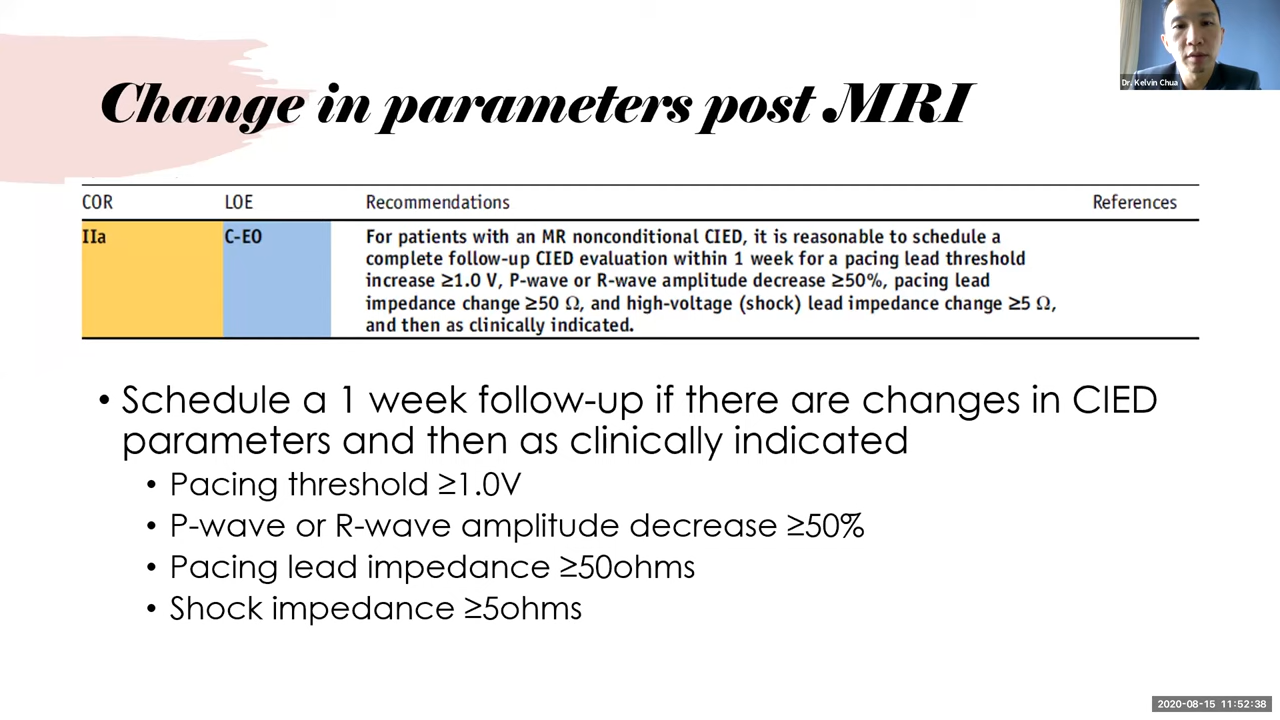 Change in parameters post MRI
Dr. Kelvin Chua
COR LOE Recommendations References
IIa C-EO For patients with an MR nonconditional CIED, it is reasonable to schedule a
complete follow-up CIED evaluation within 1 week for a pacing lead threshold
increase ≥1.0 V, P-wave or R-wave amplitude decrease ≥50%, pacing lead
impedance change ≥50 Ω, and high-voltage (shock) lead impedance change ≥5 Ω,
and then as clinically indicated.
• Schedule a 1 week follow-up if there are changes in CIED
parameters and then as clinically indicated
• Pacing threshold ≥1.0V
• P-wave or R-wave amplitude decrease ≥50%
• Pacing lead impedance ≥50ohms
• Shock impedance ≥5ohms
2020-08-15 11:52:38